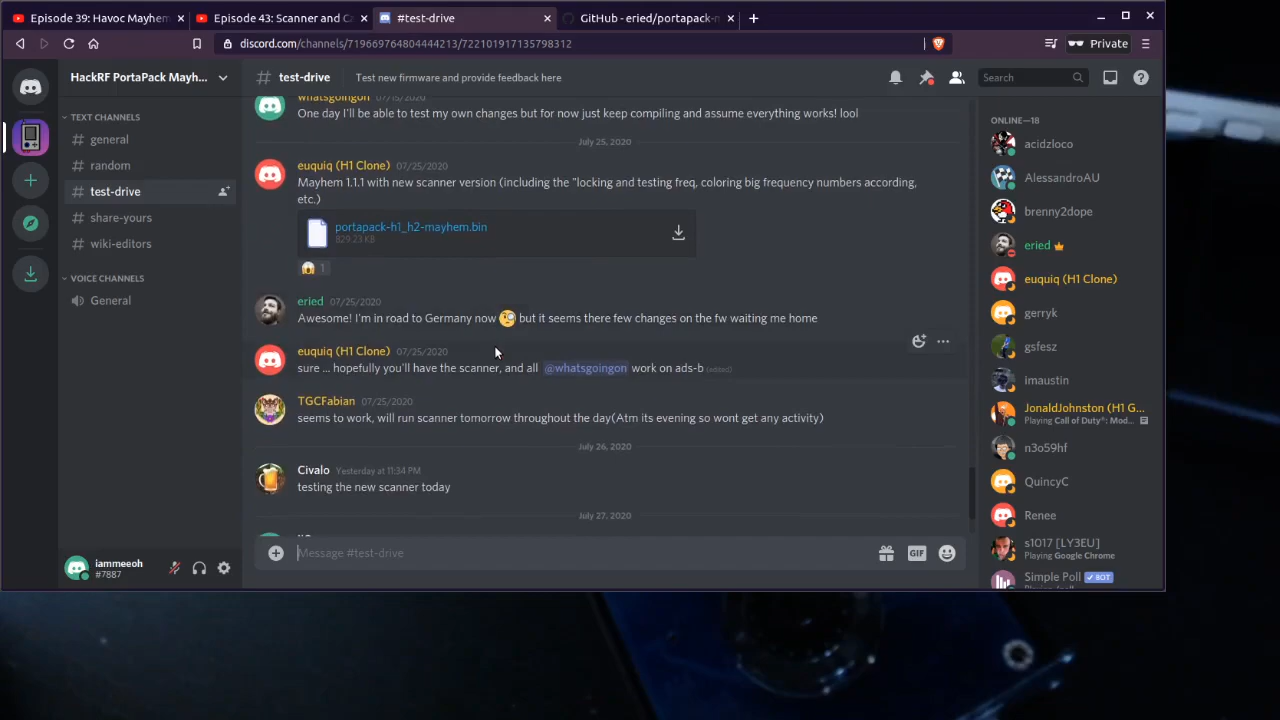 Episode 39: Havoc Mayhem
Episode 43: Scanner and C
#test-drive
GitHub - eried/portapack-m
discord.com/channels/719669764804444213/722101917135798312
Private
HackRF PortaPack Mayh...
test-drive
Test new firmware and provide feedback here
Search
TEXT CHANNELS
general
random
test-drive
share-yours
wiki-editors
VOICE CHANNELS
General
whatsgoingon 07/15/2020
One day I'll be able to test my own changes but for now just keep compiling and assume everything works! lool
July 25, 2020
euquiq (H1 Clone) 07/25/2020
Mayhem 1.1.1 with new scanner version (including the "locking and testing freq, coloring big frequency numbers according,
etc.)
portapack-h1_h2-mayhem.bin
829.23 KB
1
eried 07/25/2020
Awesome! I'm in road to Germany now 🧐 but it seems there few changes on the fw waiting me home
euquiq (H1 Clone) 07/25/2020
sure ... hopefully you'll have the scanner, and all @whatsgoingon work on ads-b (edited)
TGCFabian 07/25/2020
seems to work, will run scanner tomorrow throughout the day(Atm its evening so wont get any activity)
July 26, 2020
Civalo Yesterday at 11:34 PM
testing the new scanner today
July 27, 2020
Message #test-drive
GIF
iammeeoh
#7887
ONLINE—18
acidzloco
AlessandroAU
brenny2dope
eried
euquiq (H1 Clone)
gerryk
gsfesz
imaustin
JonaldJohnston (H1 G...
Playing Call of Duty®: Mod...
n3o59hf
QuincyC
Renee
s1017 [LY3EU]
Playing Google Chrome
Simple Poll BOT